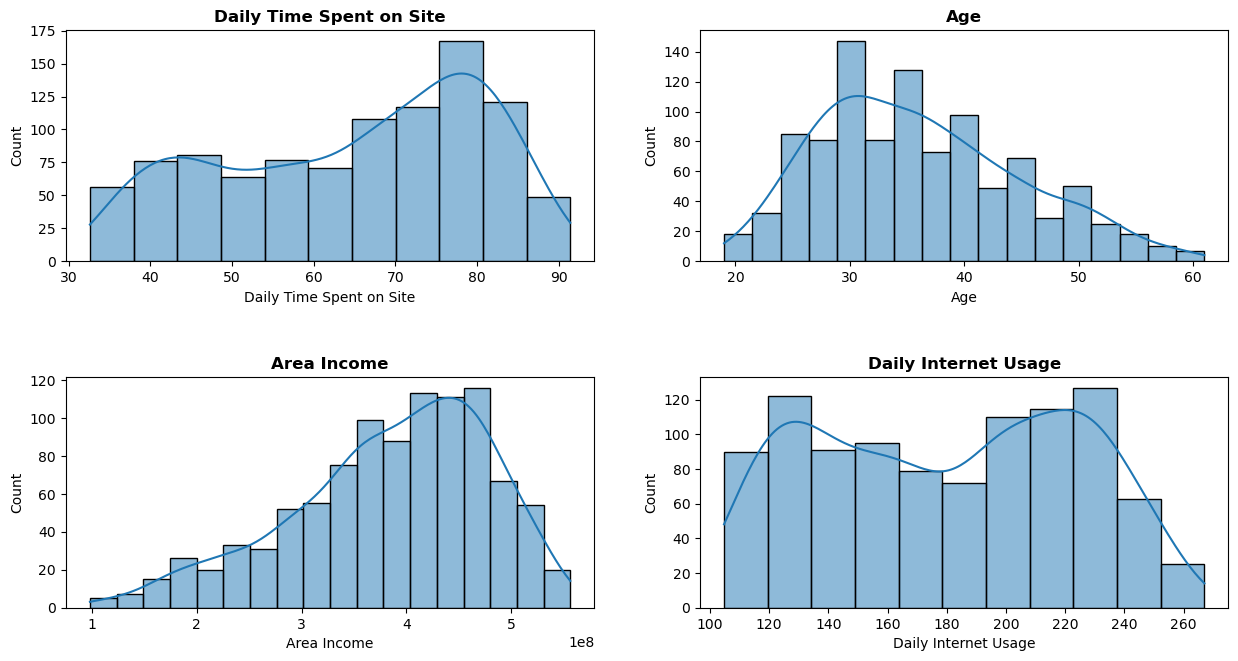 Daily Time Spent on Site
Count
175
150
125
100
75
50
25
0
30 40 50 60 70 80 90
Daily Time Spent on Site
Age
Count
140
120
100
80
60
40
20
0
20 30 40 50 60
Age
Area Income
Count
120
100
80
60
40
20
0
1 2 3 4 5
1e8
Area Income
Daily Internet Usage
Count
120
100
80
60
40
20
0
100 120 140 160 180 200 220 240 260
Daily Internet Usage